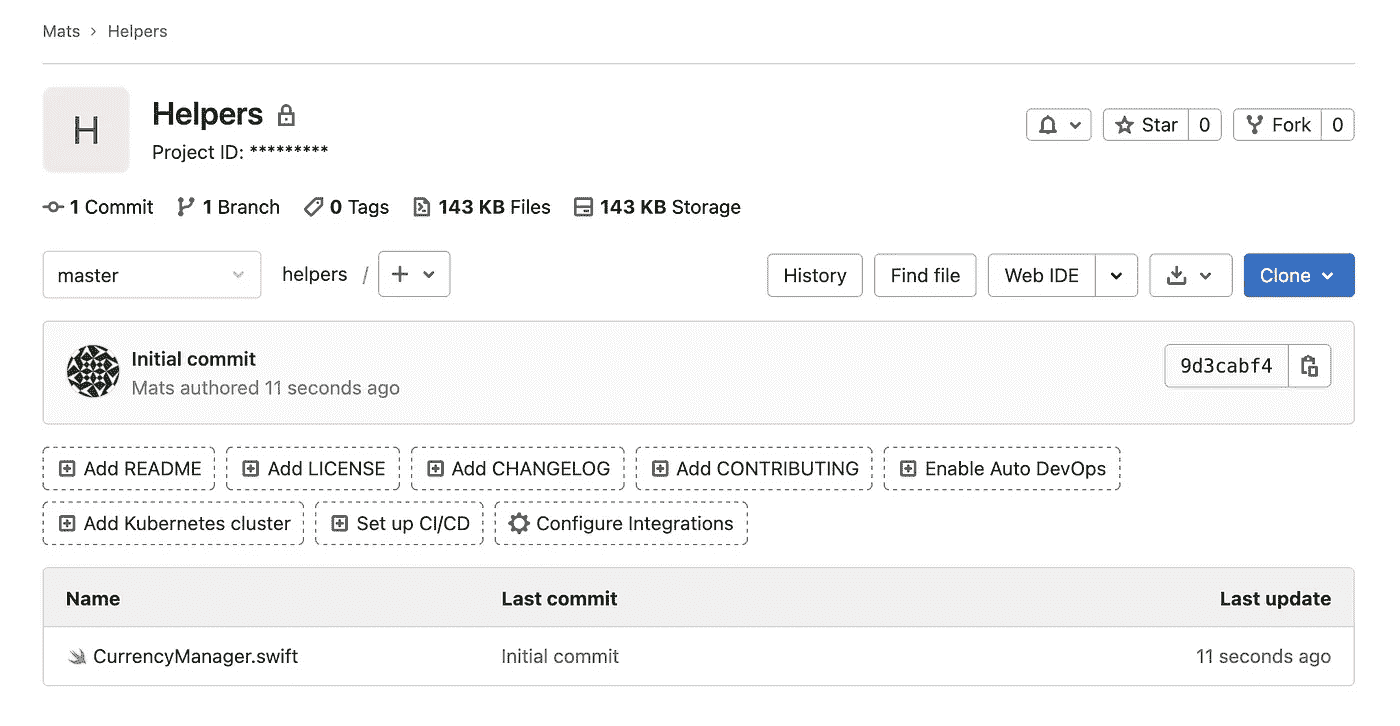 Mats > Helpers
H
Helpers
Project ID: *********
Star 0 Fork 0
1 Commit 1 Branch 0 Tags 143 KB Files 143 KB Storage
master helpers / + History Find file Web IDE Clone
Initial commit
Mats authored 11 seconds ago
9d3cabf4
Add README Add LICENSE Add CHANGELOG Add CONTRIBUTING Enable Auto DevOps
Add Kubernetes cluster Set up CI/CD Configure Integrations
Name Last commit Last update
CurrencyManager.swift Initial commit 11 seconds ago